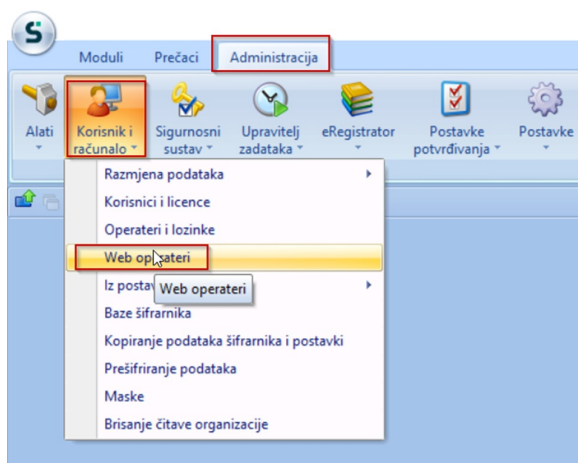 S
Moduli Prečaci Administracija
Alati Korisnik i Sigurnosni Upravitelj eRegistrator Postavke Postavke
računalo sustav zadataka potvrđivanja
Razmjena podataka
Korisnici i licence
Operateri i lozinke
Web operateri
Iz posta
Web operateri
Baze šifrarnika
Kopiranje podataka šifrarnika i postavki
Prešifriranje podataka
Maske
Brisanje čitave organizacije